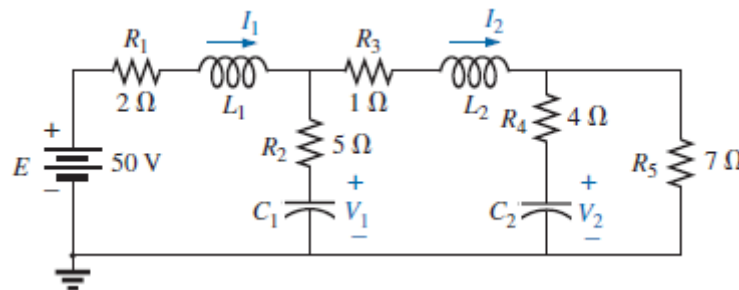 I₁ I₂
R₁ R₃
2 Ω L₁ 1 Ω L₂
R₂ 5 Ω R₄ 4 Ω
E + − 50 V R₅ 7 Ω
C₁ + V₁ − C₂ + V₂ −